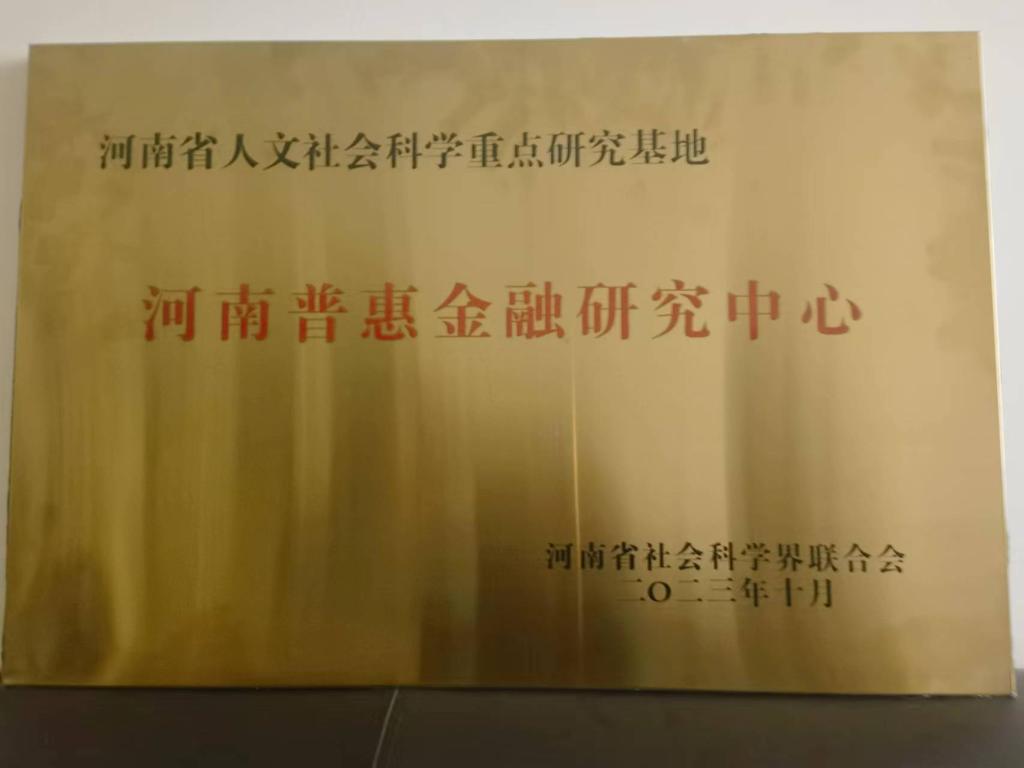 河南省人文社会科学重点研究基地
河南普惠金融研究中心
河南省社会科学界联合会
二〇二三年十月